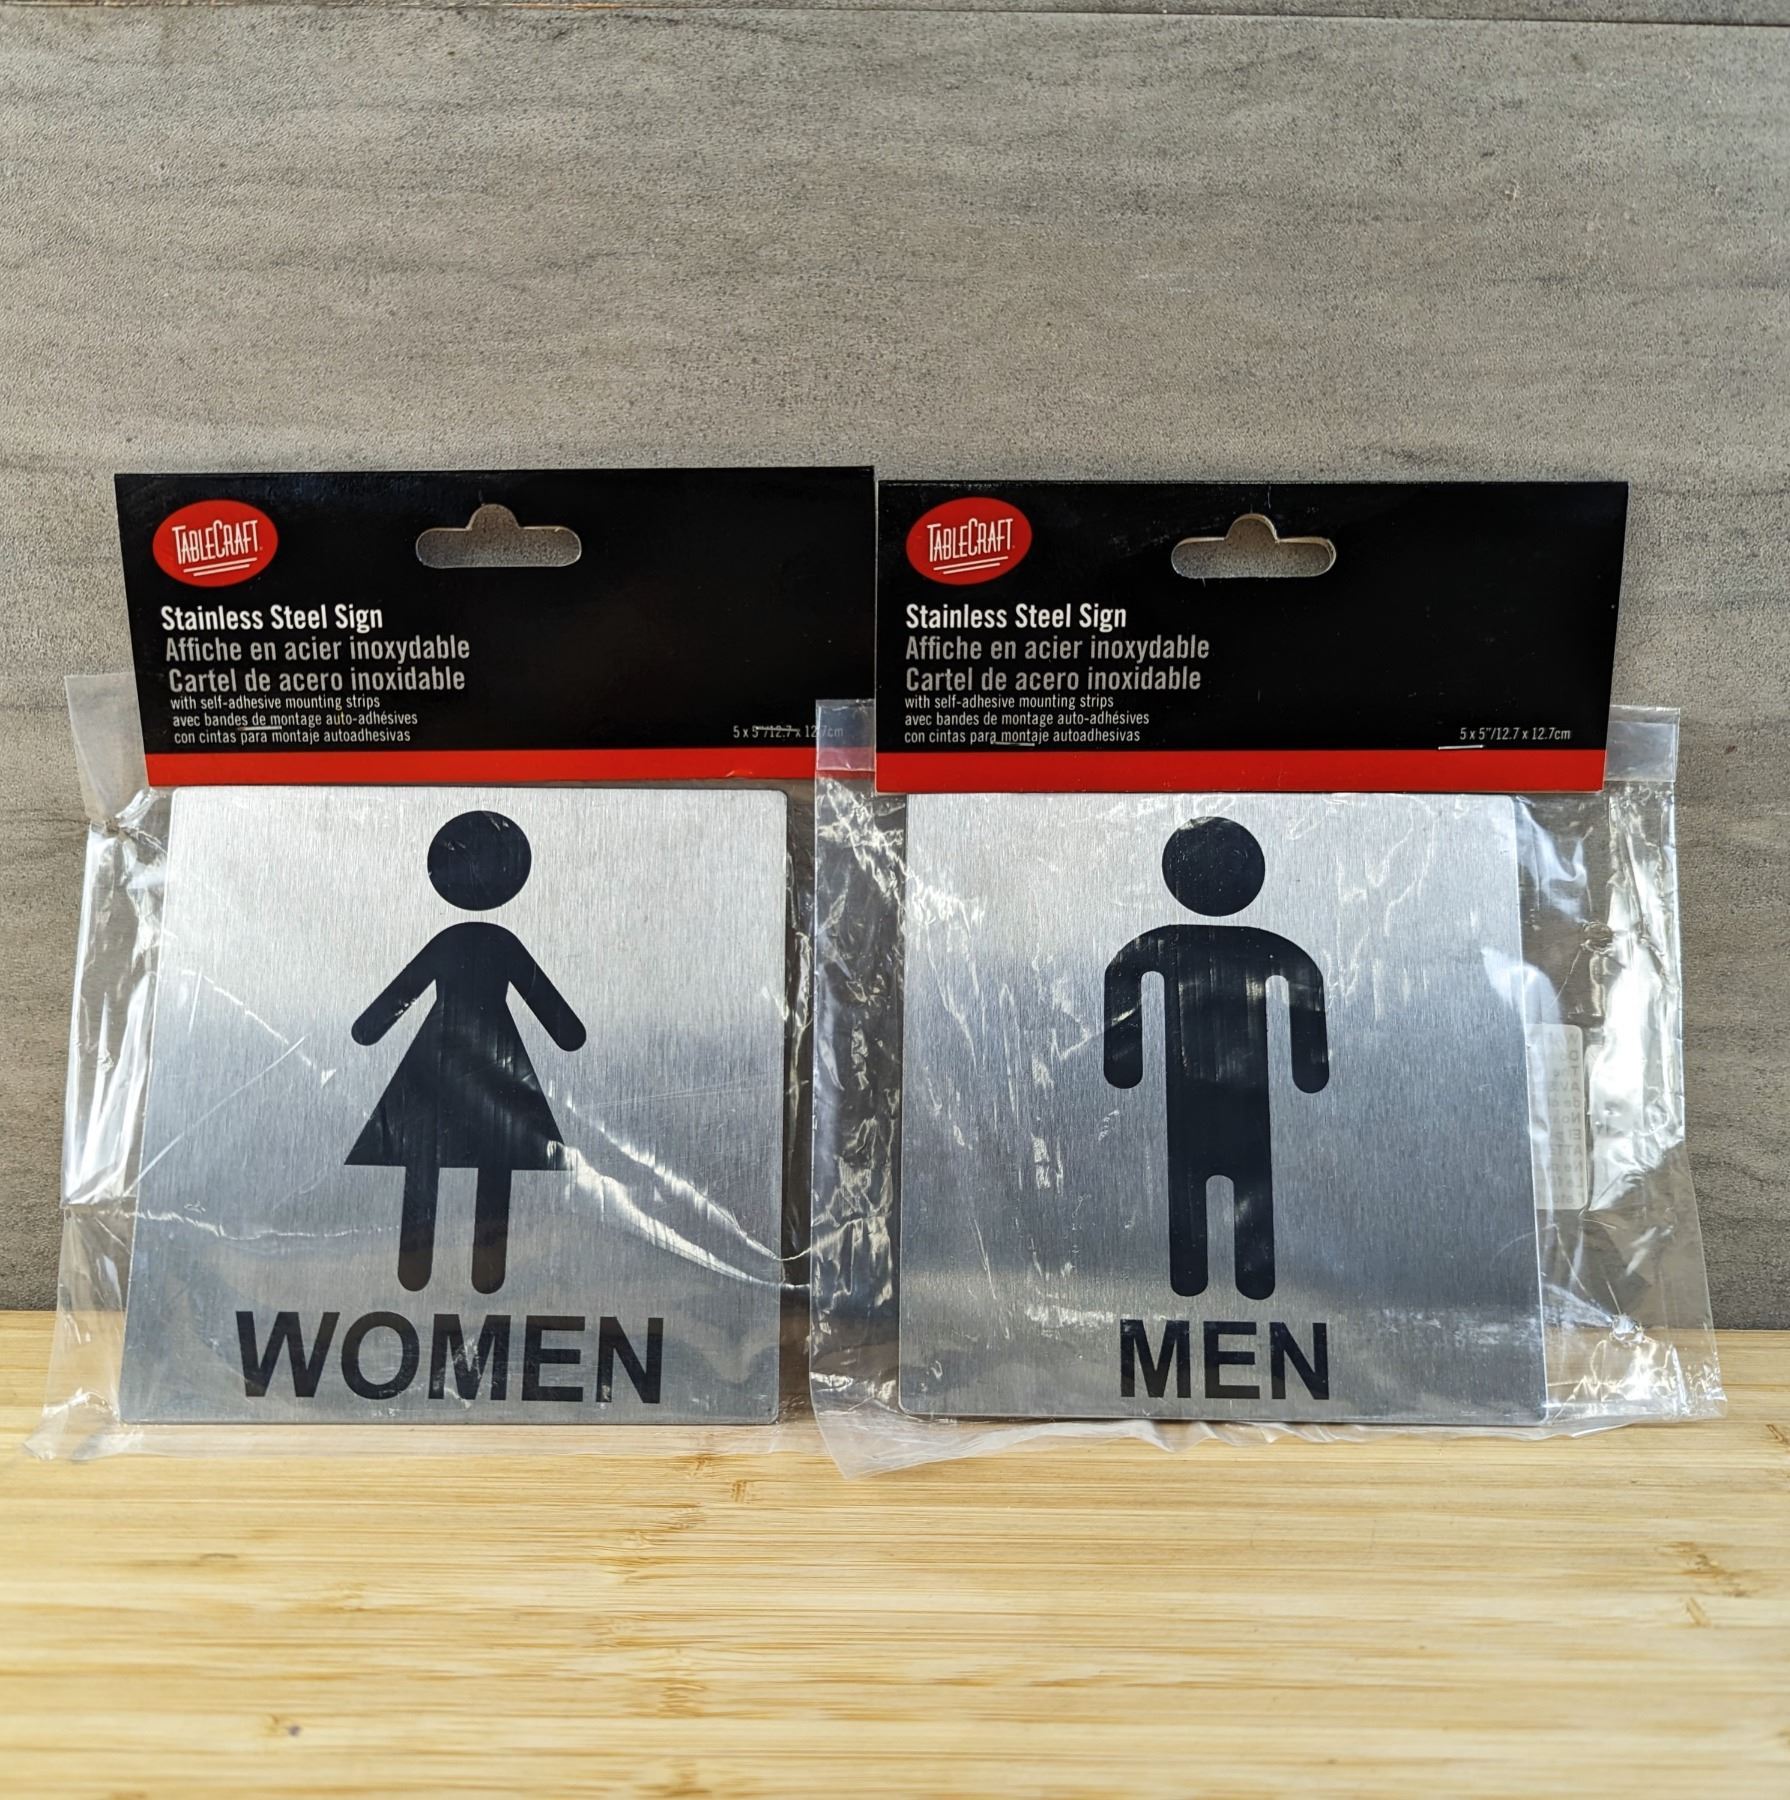 TABLECRAFT
Stainless Steel Sign
Affiche en acier inoxydable
Cartel de acero inoxidable
with self-adhesive mounting strips
avec bandes de montage auto-adhésives
con cintas para montaje autoadhesivas
5 x 5"/12.7 x 12.7cm
WOMEN
TABLECRAFT
Stainless Steel Sign
Affiche en acier inoxydable
Cartel de acero inoxidable
with self-adhesive mounting strips
avec bandes de montage auto-adhésives
con cintas para montaje autoadhesivas
5 x 5"/12.7 x 12.7cm
MEN